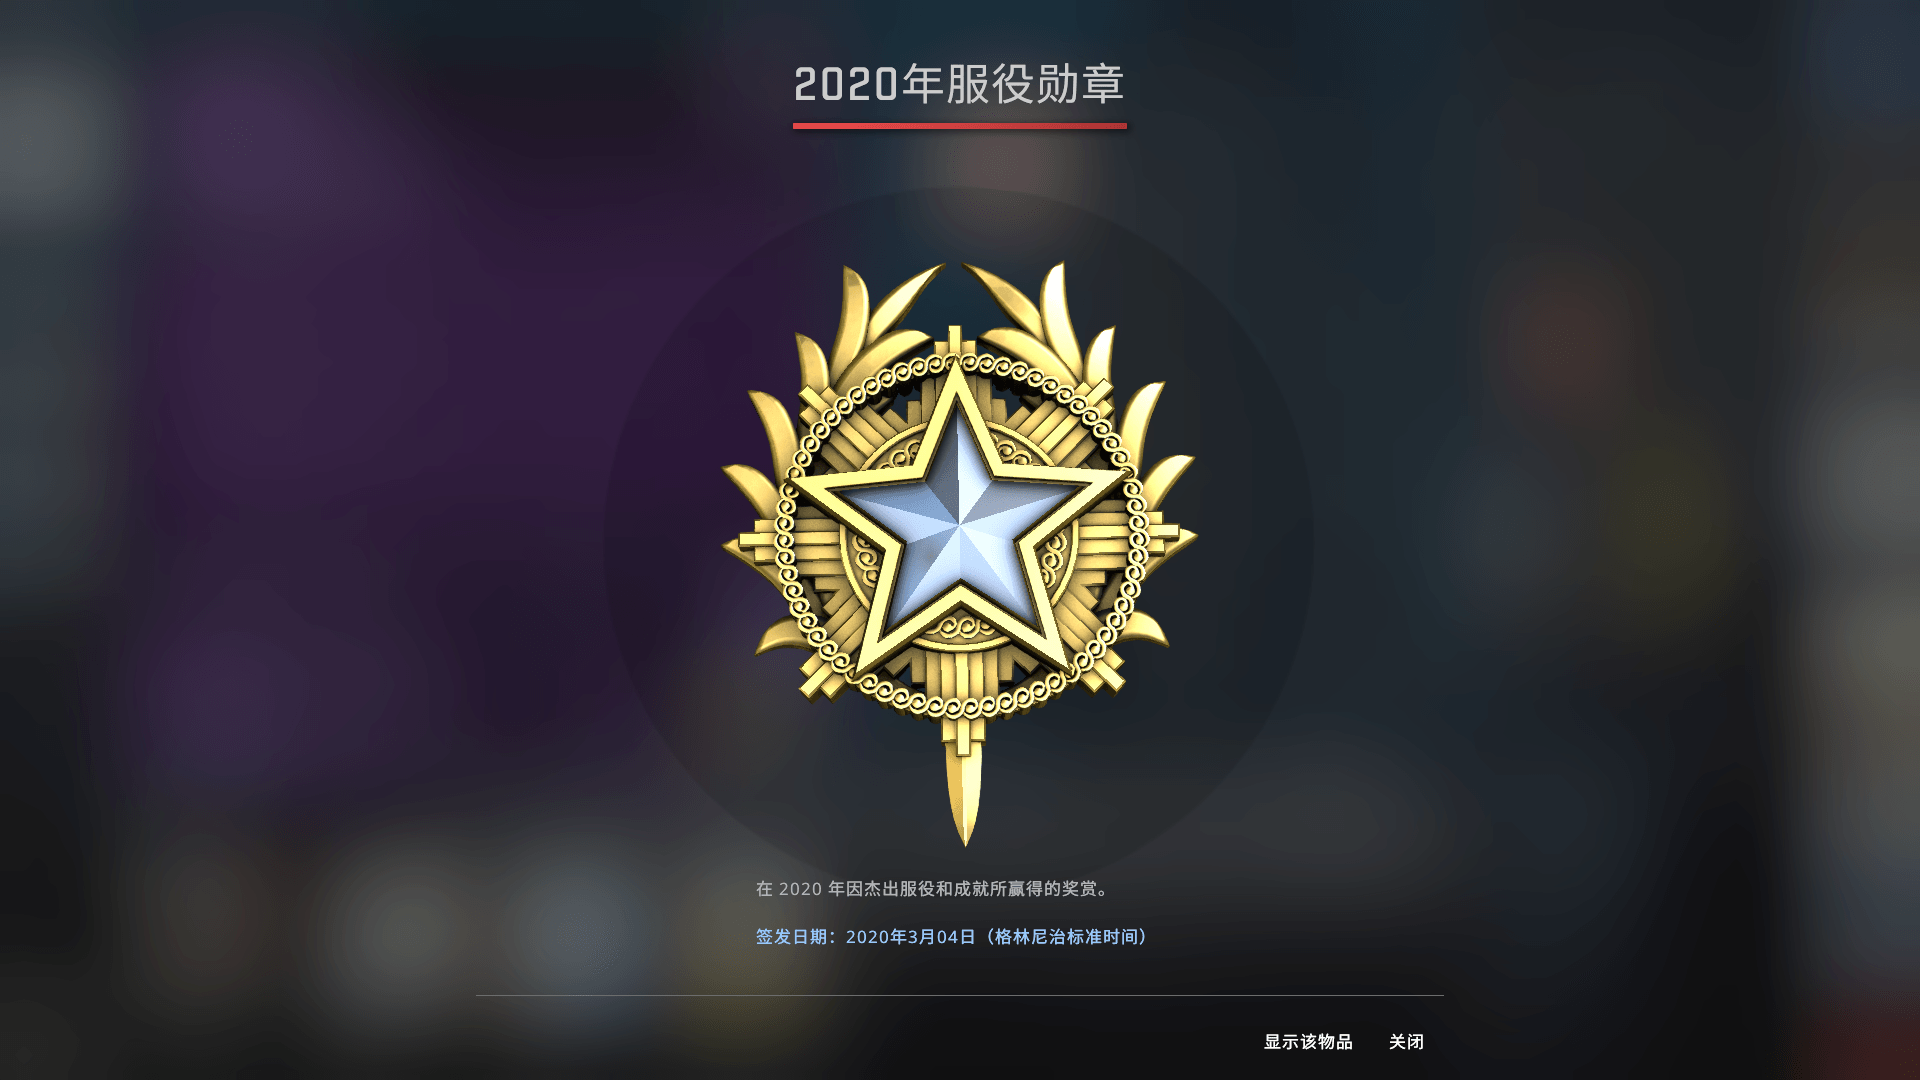 2020年服役勋章
在 2020 年因杰出服役和成就所赢得的奖赏。
签发日期：2020年3月04日（格林尼治标准时间）
显示该物品 关闭